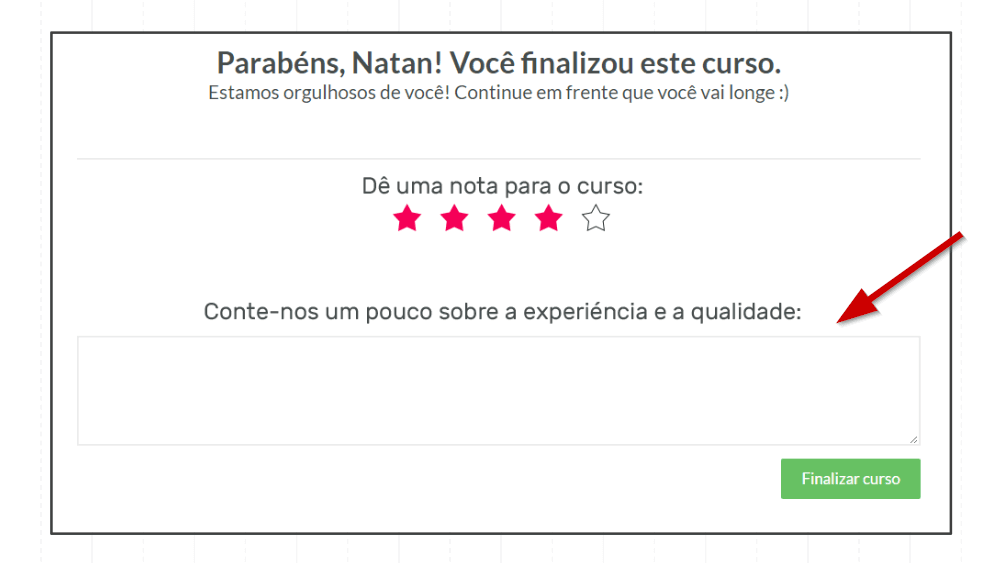 Parabéns, Natan! Você finalizou este curso.
Estamos orgulhosos de você! Continue em frente que você vai longe :)
Dê uma nota para o curso:
Conte-nos um pouco sobre a experiéncia e a qualidade:
Finalizar curso